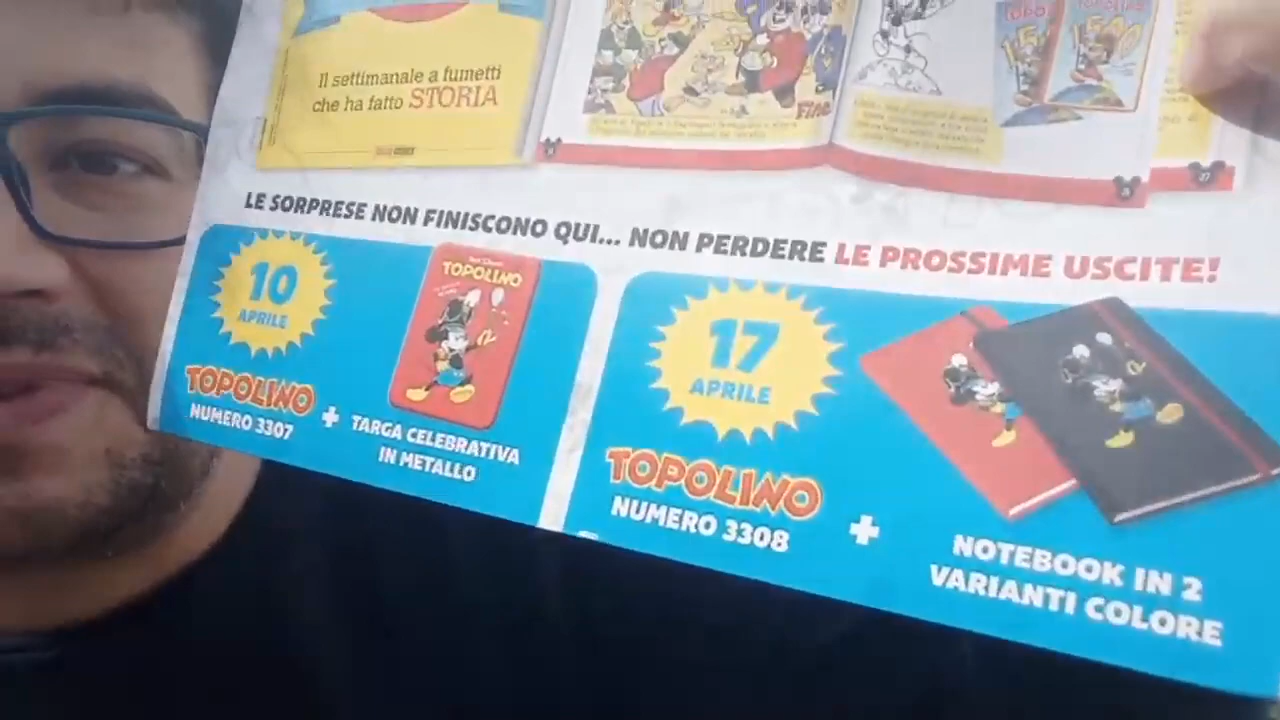 Il settimanale a fumetti
che ha fatto STORIA
Fine
LE SORPRESE NON FINISCONO QUI... NON PERDERE LE PROSSIME USCITE!
10
APRILE
TOPOLINO
NUMERO 3307
+
TOPOLINO
TARGA CELEBRATIVA
IN METALLO
17
APRILE
TOPOLINO
NUMERO 3308
+
NOTEBOOK IN 2
VARIANTI COLORE